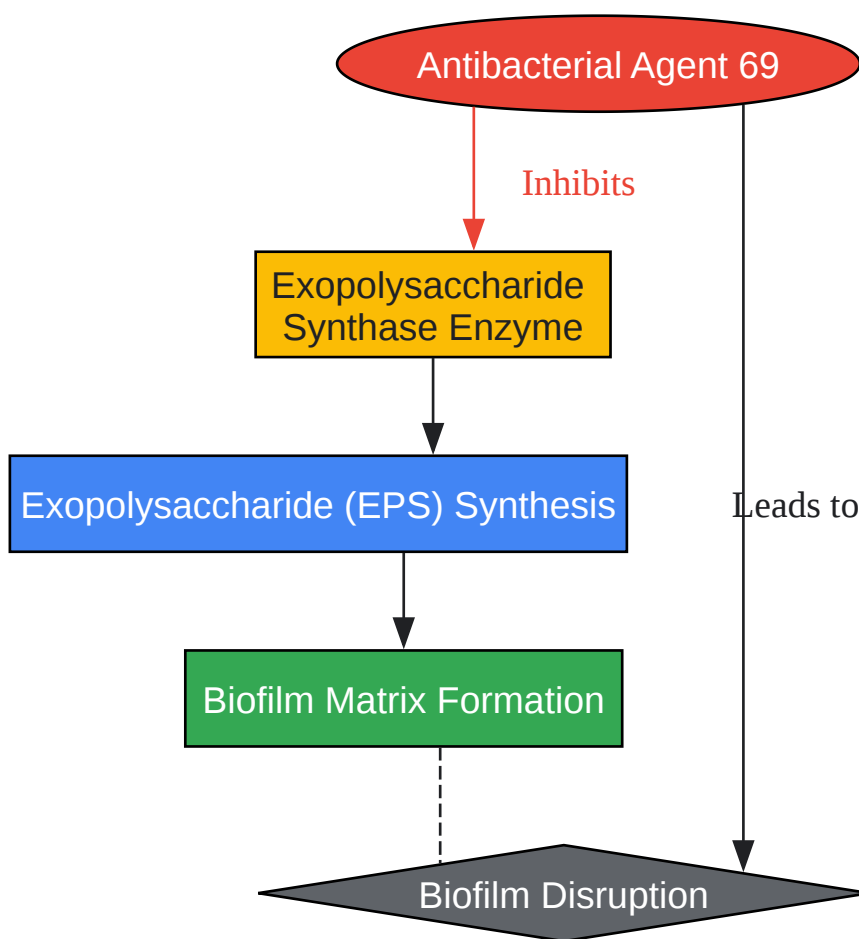 Antibacterial Agent 69
Inhibits
Exopolysaccharide
Synthase Enzyme
Exopolysaccharide (EPS) Synthesis
Leads to
Biofilm Matrix Formation
Biofilm Disruption